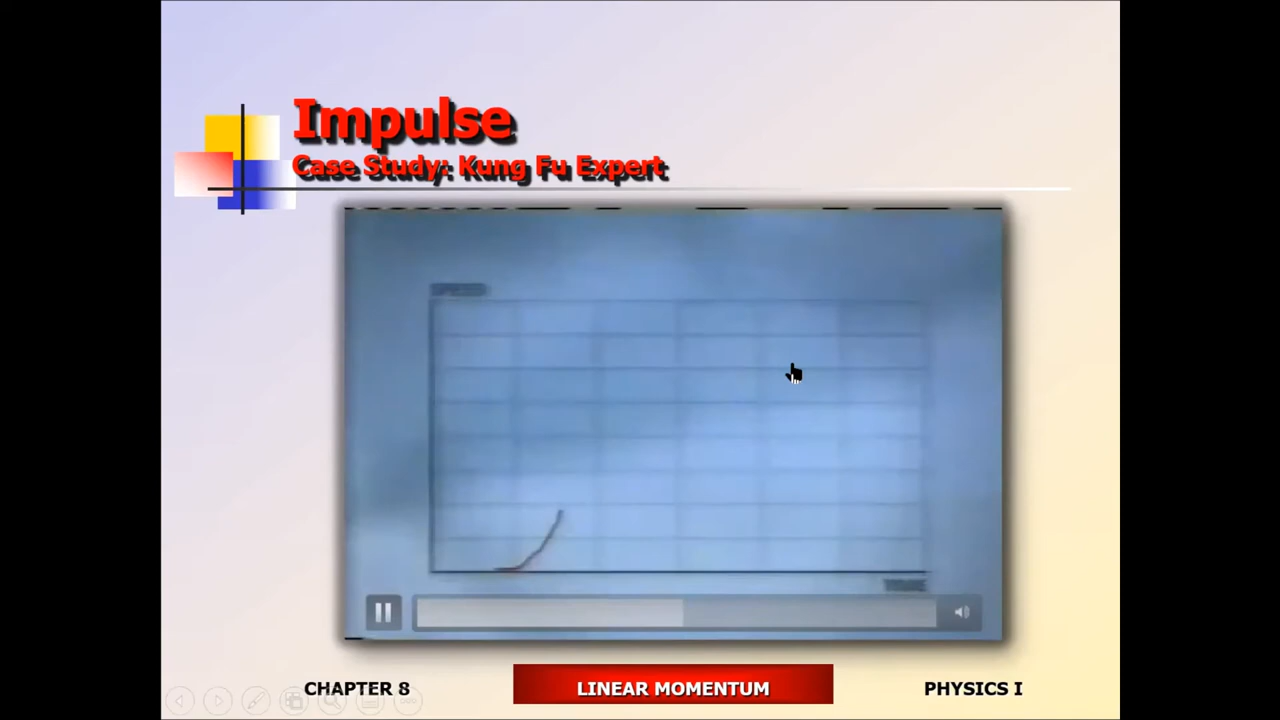 Impulse
Case Study: Kung Fu Expert
CHAPTER 8
LINEAR MOMENTUM
PHYSICS I